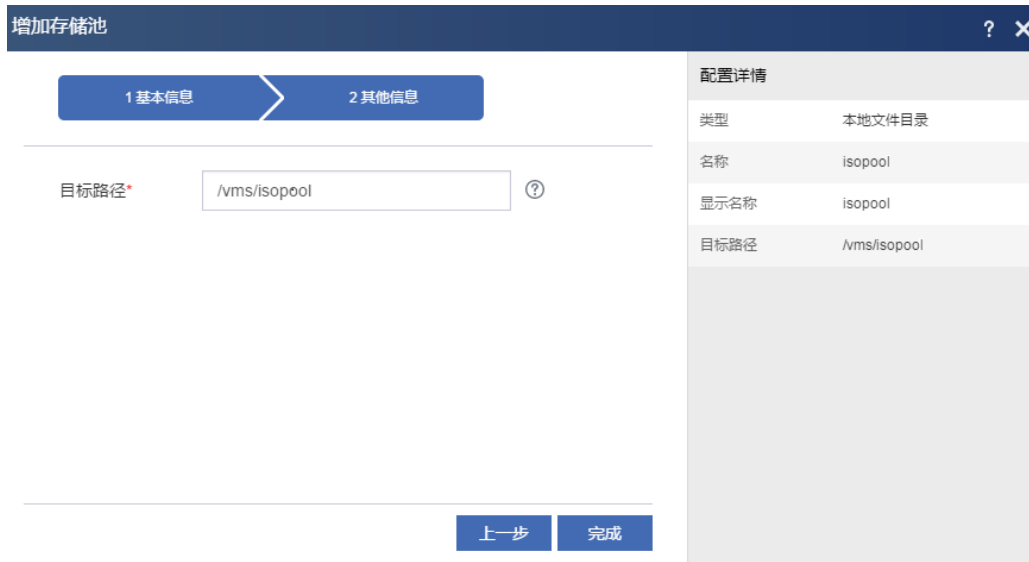 增加存储池 ? ×
1 基本信息 2 其他信息
目标路径* /vms/isopool ?
上一步 完成
配置详情
类型 本地文件目录
名称 isopool
显示名称 isopool
目标路径 /vms/isopool